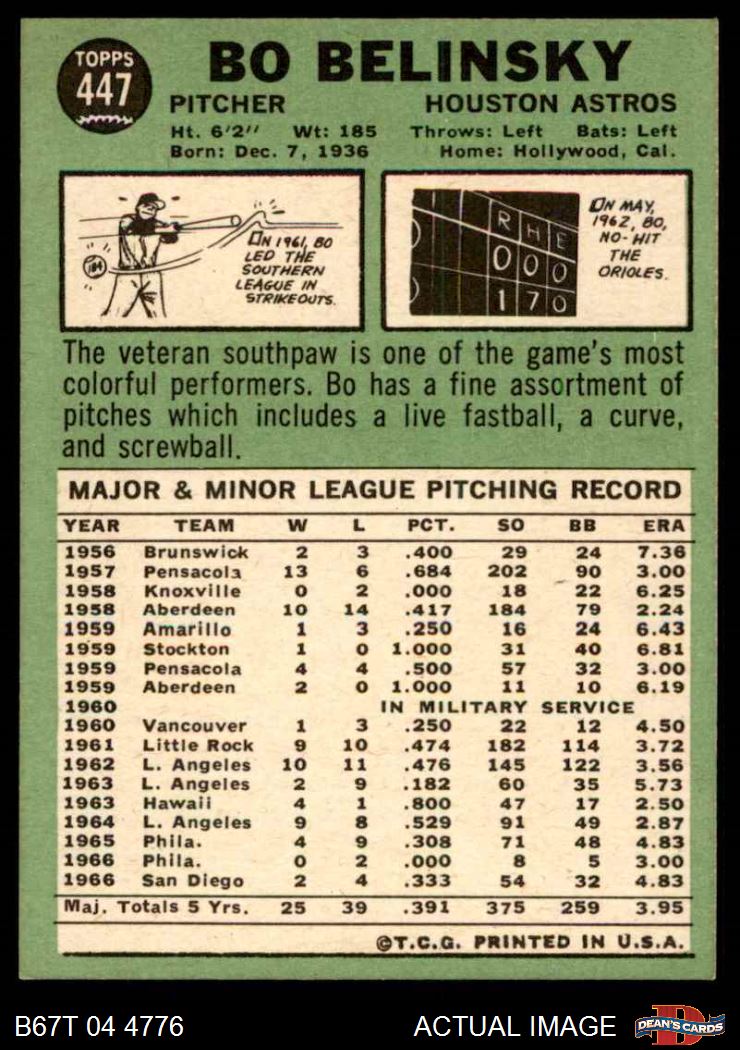 TOPPS
447
BO BELINSKY
PITCHER HOUSTON ASTROS
Ht. 6'2" Wt: 185 Throws: Left Bats: Left
Born: Dec. 7, 1936 Home: Hollywood, Cal.
184
ON 1961, BO
LED THE
SOUTHERN
LEAGUE IN
STRIKEOUTS.
R H E
0 0 0
1 7 0
ON MAY,
1962, BO,
NO-HIT
THE
ORIOLES.
The veteran southpaw is one of the game's most
colorful performers. Bo has a fine assortment of
pitches which includes a live fastball, a curve,
and screwball.
MAJOR & MINOR LEAGUE PITCHING RECORD
YEAR TEAM W L PCT. SO BB ERA
1956 Brunswick 2 3 .400 29 24 7.36
1957 Pensacola 13 6 .684 202 90 3.00
1958 Knoxville 0 2 .000 18 22 6.25
1958 Aberdeen 10 14 .417 184 79 2.24
1959 Amarillo 1 3 .250 16 24 6.43
1959 Stockton 1 0 1.000 31 40 6.81
1959 Pensacola 4 4 .500 57 32 3.00
1959 Aberdeen 2 0 1.000 11 10 6.19
1960 IN MILITARY SERVICE
1960 Vancouver 1 3 .250 22 12 4.50
1961 Little Rock 9 10 .474 182 114 3.72
1962 L. Angeles 10 11 .476 145 122 3.56
1963 L. Angeles 2 9 .182 60 35 5.73
1963 Hawaii 4 1 .800 47 17 2.50
1964 L. Angeles 9 8 .529 91 49 2.87
1965 Phila. 4 9 .308 71 48 4.83
1966 Phila. 0 2 .000 8 5 3.00
1966 San Diego 2 4 .333 54 32 4.83
Maj. Totals 5 Yrs. 25 39 .391 375 259 3.95
©T.C.G. PRINTED IN U.S.A.
B67T 04 4776 ACTUAL IMAGE D DEAN'S CARDS